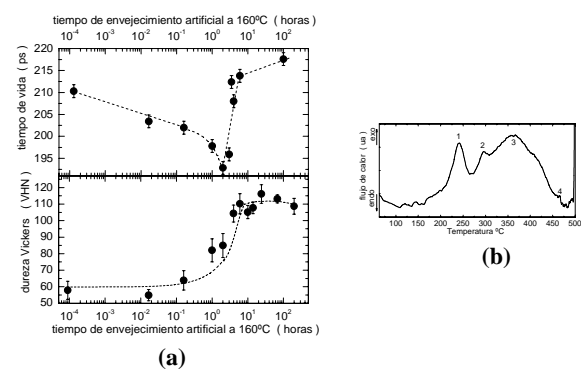 tiempo de envejecimiento artificial a 160ºC ( horas )
10⁻⁴ 10⁻³ 10⁻² 10⁻¹ 10⁰ 10¹ 10²
220
215
210
205
200
195
tiempo de vida ( ps )
120
110
100
90
80
70
60
50
dureza Vickers ( VHN )
10⁻⁴ 10⁻³ 10⁻² 10⁻¹ 10⁰ 10¹ 10²
tiempo de envejecimiento artificial a 160ºC ( horas )
(a)
exo
flujo de calor ( ua )
endo
1 2 3 4
100 150 200 250 300 350 400 450 500
Temperatura ºC
(b)